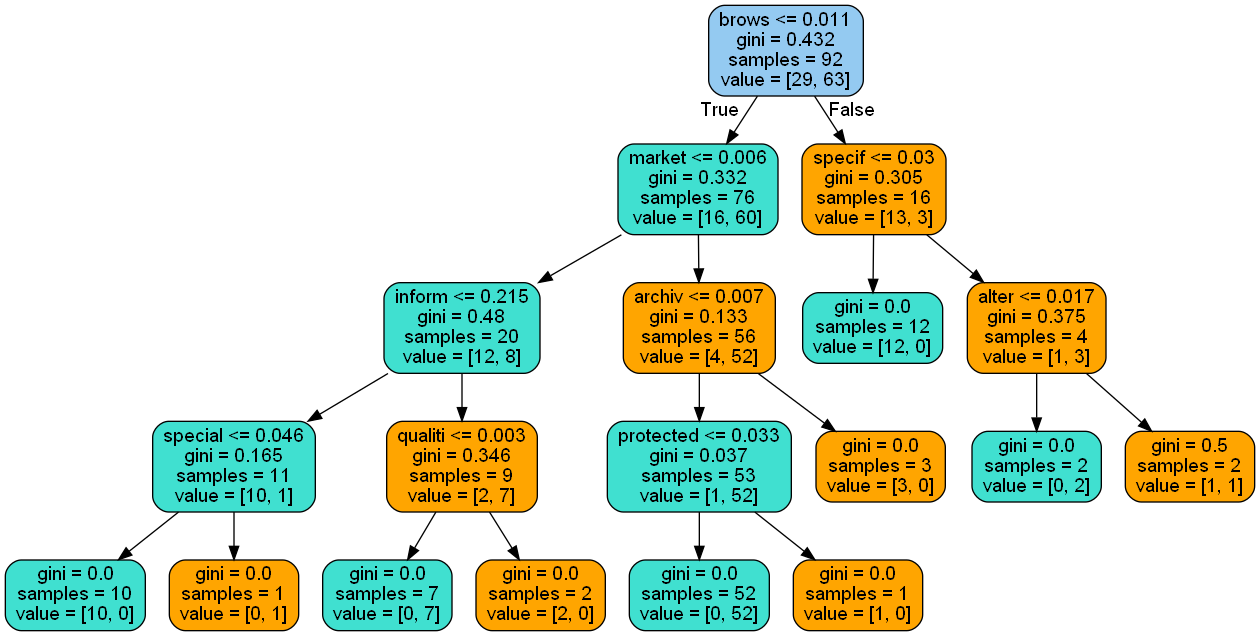 brows <= 0.011
gini = 0.432
samples = 92
value = [29, 63]
True
False
market <= 0.006
gini = 0.332
samples = 76
value = [16, 60]
specif <= 0.03
gini = 0.305
samples = 16
value = [13, 3]
inform <= 0.215
gini = 0.48
samples = 20
value = [12, 8]
archiv <= 0.007
gini = 0.133
samples = 56
value = [4, 52]
gini = 0.0
samples = 12
value = [12, 0]
alter <= 0.017
gini = 0.375
samples = 4
value = [1, 3]
special <= 0.046
gini = 0.165
samples = 11
value = [10, 1]
qualiti <= 0.003
gini = 0.346
samples = 9
value = [2, 7]
protected <= 0.033
gini = 0.037
samples = 53
value = [1, 52]
gini = 0.0
samples = 3
value = [3, 0]
gini = 0.0
samples = 2
value = [0, 2]
gini = 0.5
samples = 2
value = [1, 1]
gini = 0.0
samples = 10
value = [10, 0]
gini = 0.0
samples = 1
value = [0, 1]
gini = 0.0
samples = 7
value = [0, 7]
gini = 0.0
samples = 2
value = [2, 0]
gini = 0.0
samples = 52
value = [0, 52]
gini = 0.0
samples = 1
value = [1, 0]